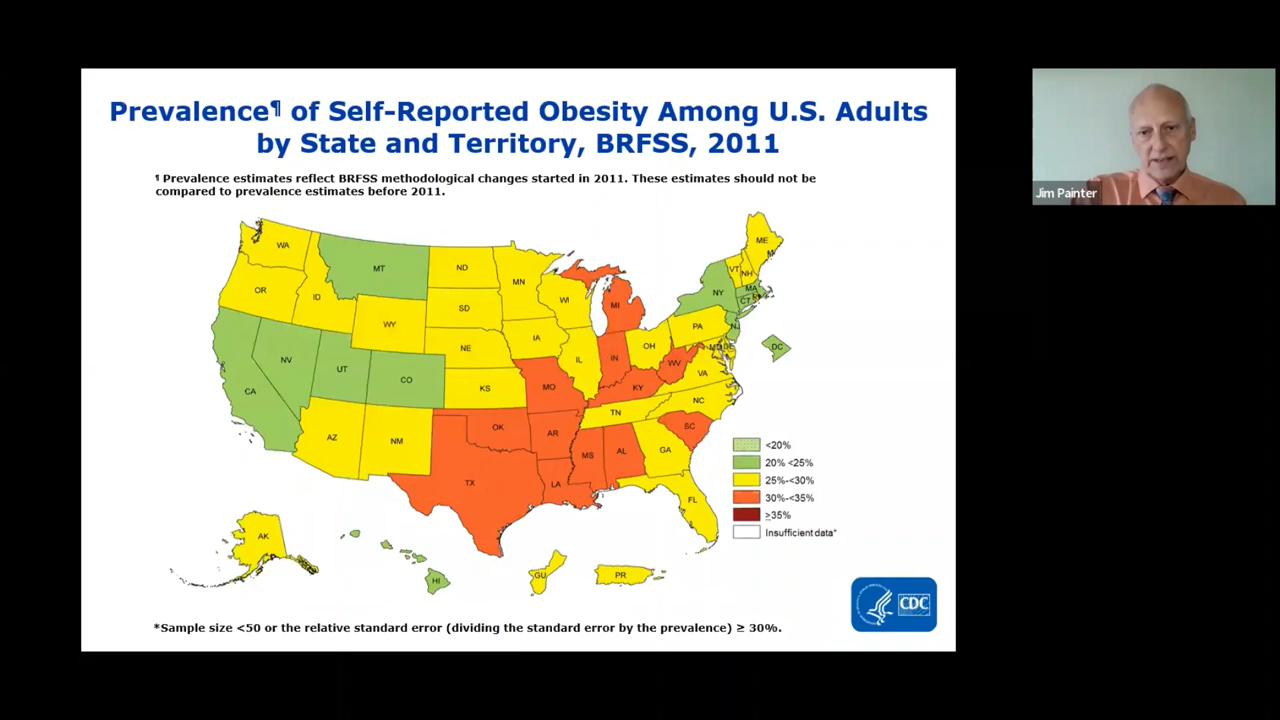 Prevalence¶ of Self-Reported Obesity Among U.S. Adults
by State and Territory, BRFSS, 2011
¶ Prevalence estimates reflect BRFSS methodological changes started in 2011. These estimates should not be
compared to prevalence estimates before 2011.
Jim Painter
WA
MT
ND
MN
ME
VT
NH
OR
ID
SD
WI
MI
NY
MA
CT
RI
WY
IA
PA
NJ
NE
OH
MD
DE
DC
NV
UT
CO
IL
IN
WV
VA
CA
KS
MO
KY
NC
TN
AZ
NM
OK
AR
SC
MS
AL
GA
TX
LA
FL
AK
HI
GU
PR
<20%
20% <25%
25%-<30%
30%-<35%
≥35%
Insufficient data*
CDC
*Sample size <50 or the relative standard error (dividing the standard error by the prevalence) ≥ 30%.